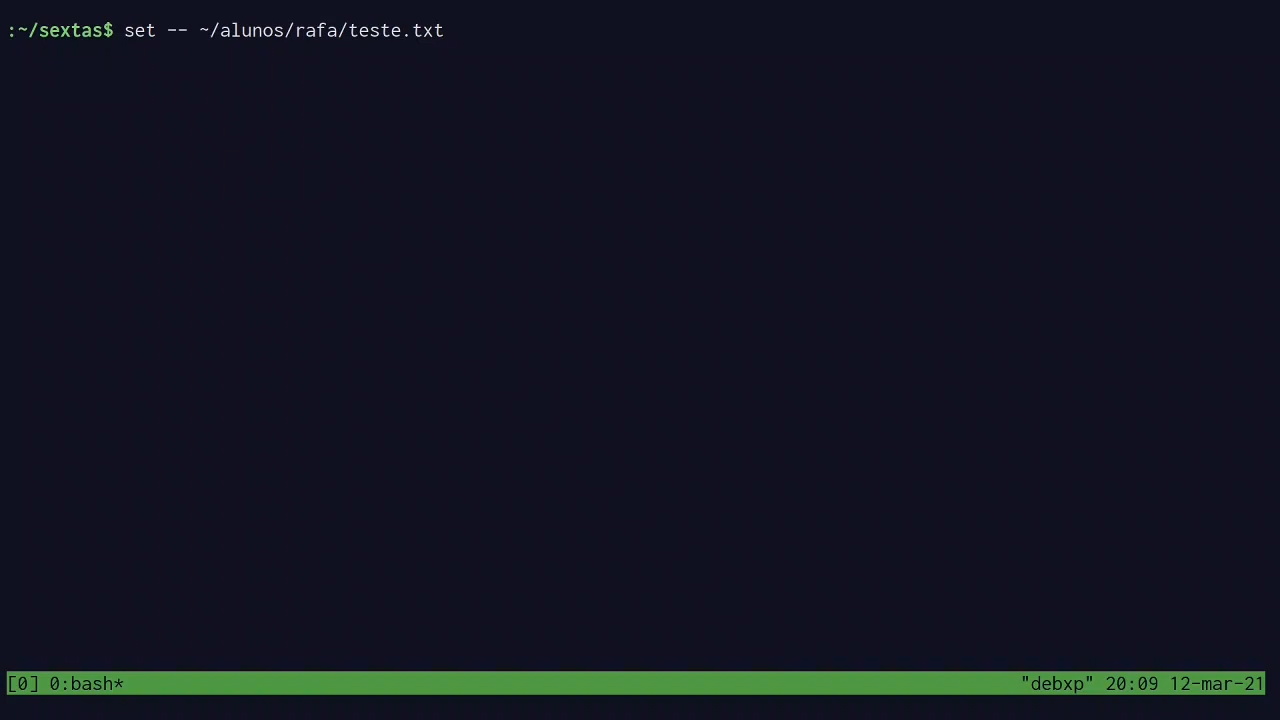 :~/sextas$ set -- ~/alunos/rafa/teste.txt
[0] 0:bash* "debxp" 20:09 12-mar-21